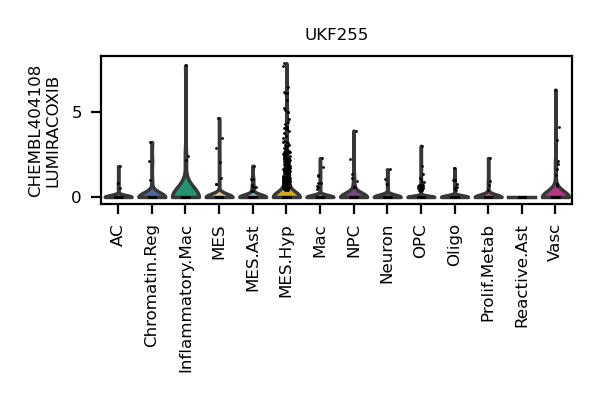 UKF255
CHEMBL404108
LUMIRACOXIB
5
0
AC
Chromatin.Reg
Inflammatory.Mac
MES
MES.Ast
MES.Hyp
Mac
NPC
Neuron
OPC
Oligo
Prolif.Metab
Reactive.Ast
Vasc